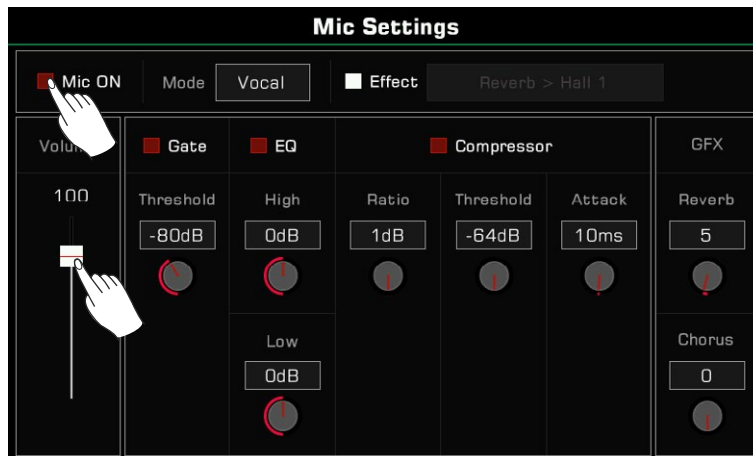 Mic Settings
Mic ON Mode Vocal Effect Reverb > Hall 1
Gate EQ Compressor GFX
100 Threshold High Ratio Threshold Attack Reverb
-80dB 0dB 1dB -64dB 10ms 5
Low Chorus
0dB 0